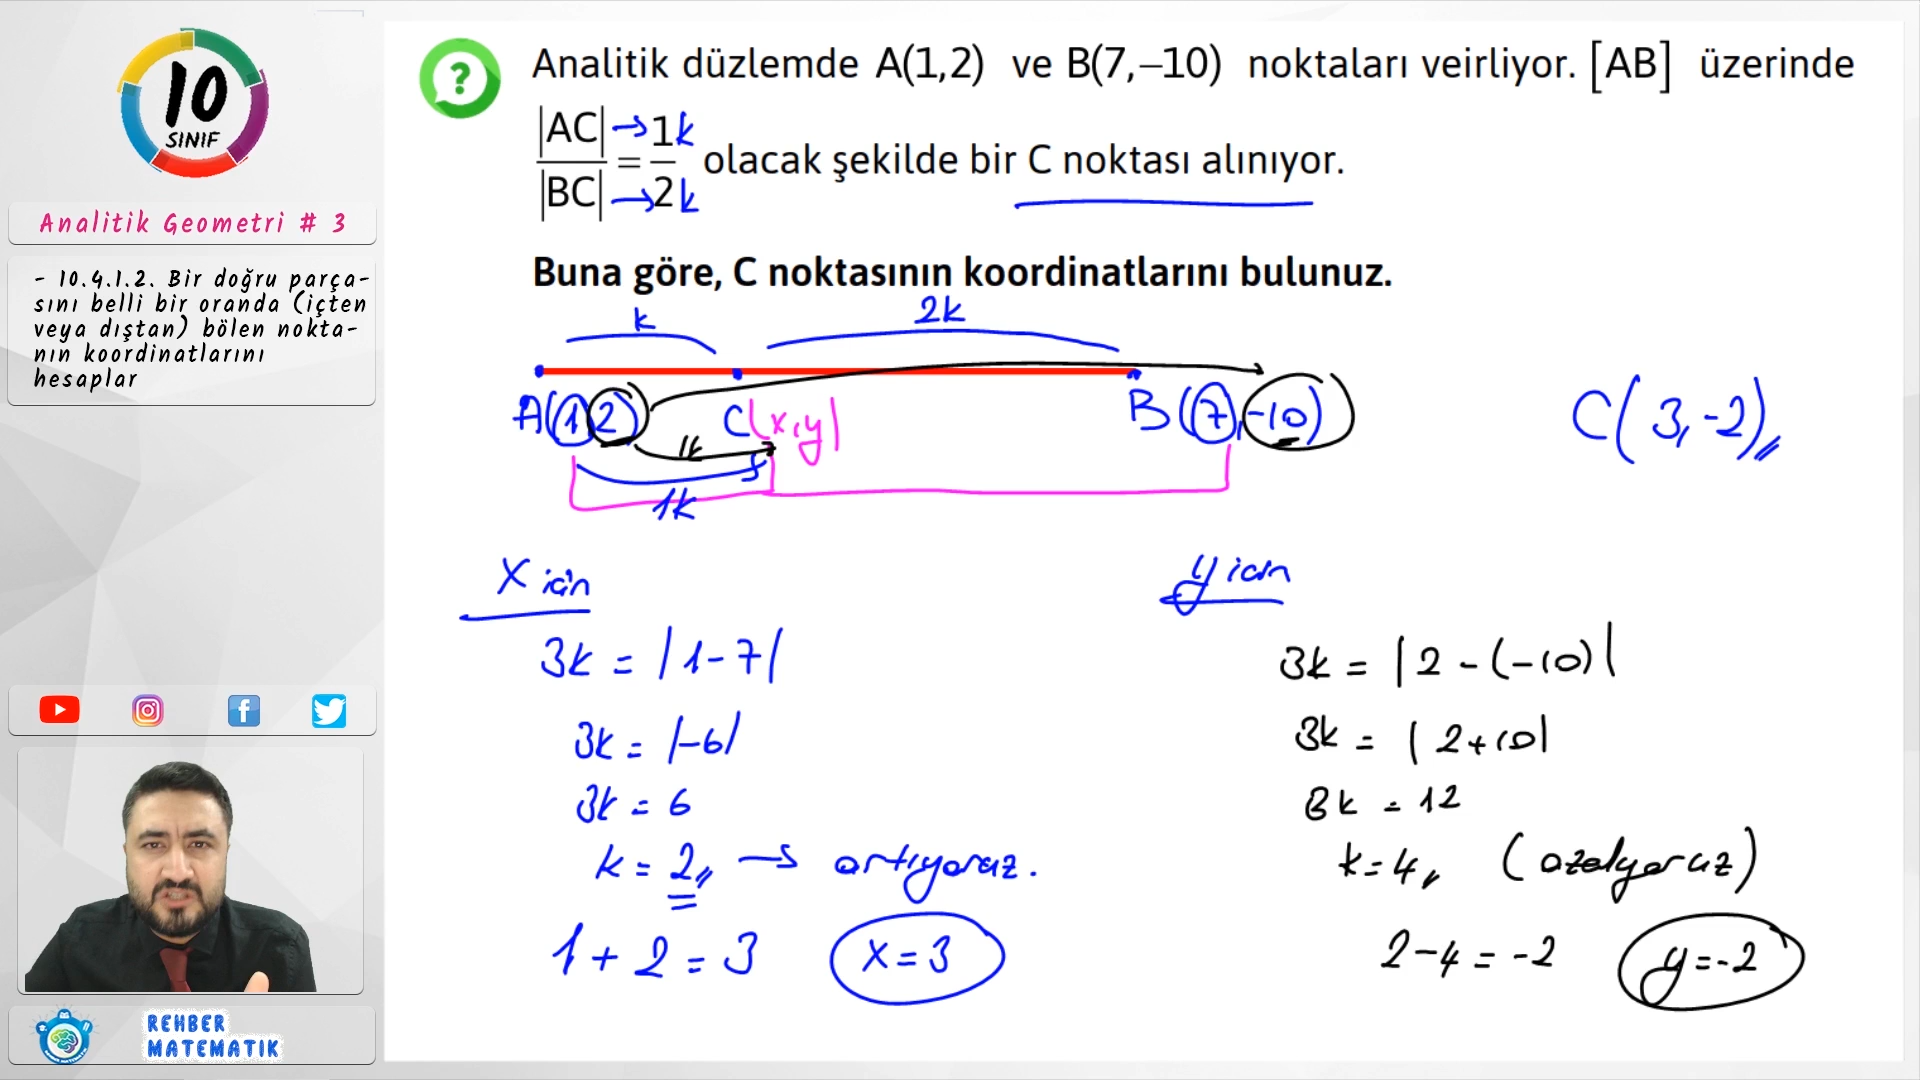 10
SINIF
Analitik Geometri # 3
- 10.4.1.2. Bir doğru parça-
sını belli bir oranda (içten
veya dıştan) bölen nokta-
nın koordinatlarını
hesaplar
REHBER
MATEMATIK
?
Analitik düzlemde A(1,2) ve B(7,−10) noktaları veirliyor. [AB] üzerinde
|AC| → 1k
|BC| → 2k
= olacak şekilde bir C noktası alınıyor.
Buna göre, C noktasının koordinatlarını bulunuz.
k 2k
A(1,2) C(x,y) B(7,-10)
1k
1k
C(3,-2)
x için
3k = |1-7|
3k = |-6|
3k = 6
k = 2 → artıyoruz.
1+2=3 x=3
y için
3k = |2-(-10)|
3k = |2+10|
3k = 12
k=4 (azalıyoruz)
2-4=-2 y=-2